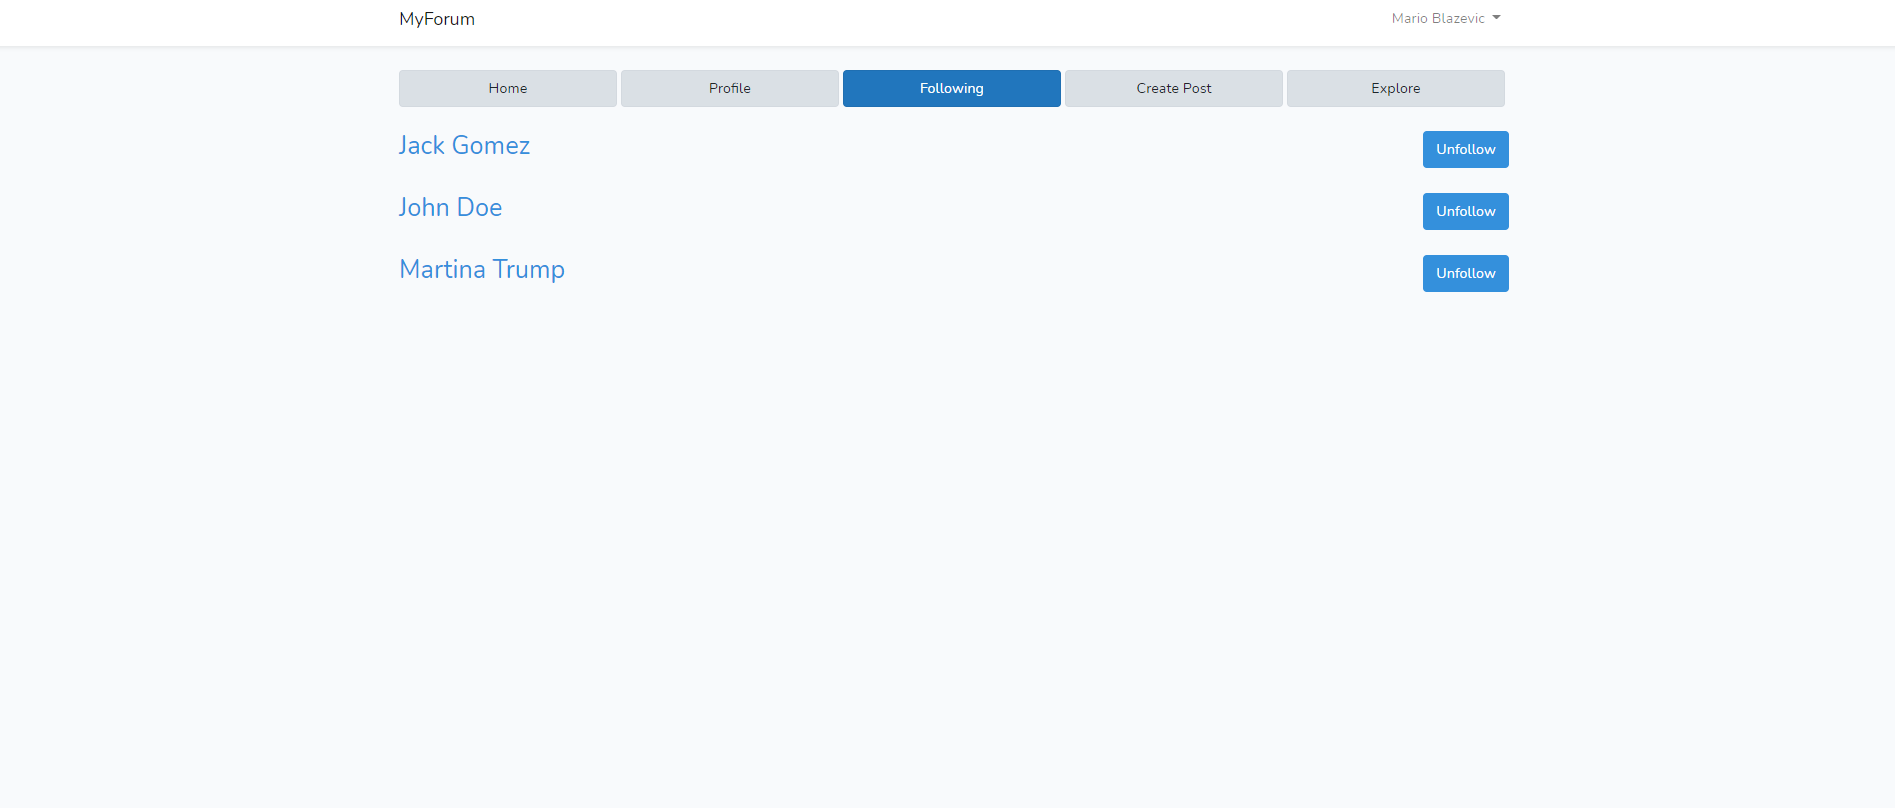 MyForum Mario Blazevic
Home Profile Following Create Post Explore
Jack Gomez Unfollow
John Doe Unfollow
Martina Trump Unfollow